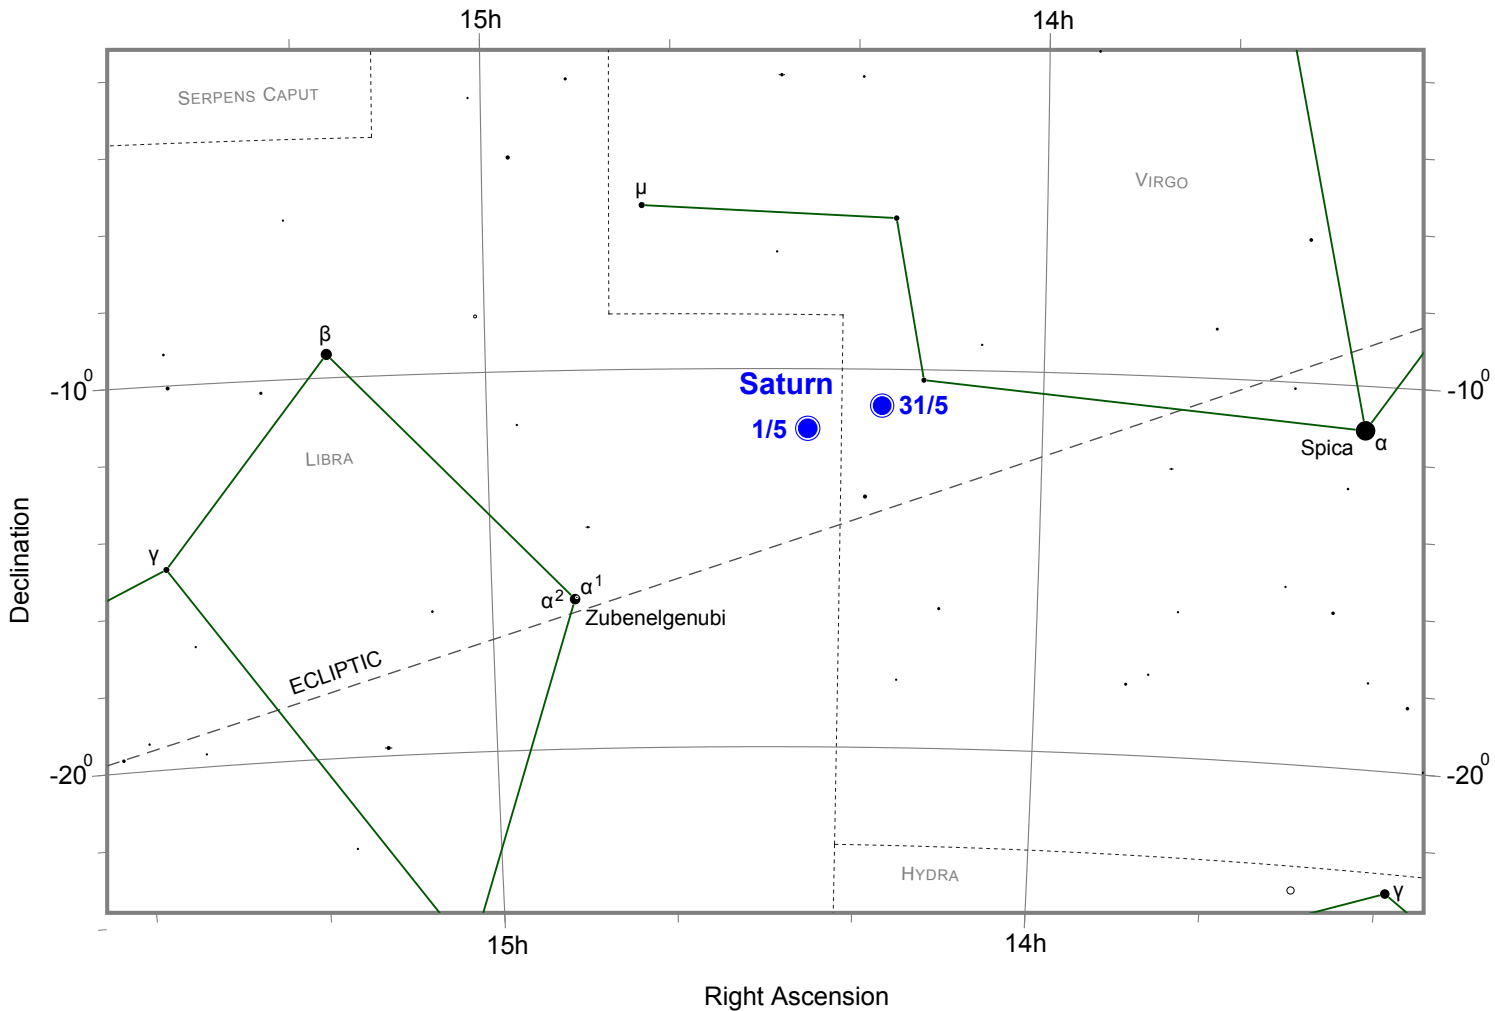 15h 14h
SERPENS CAPUT
μ
VIRGO
β
-10⁰ Saturn -10⁰
31/5
1/5
Spica α
LIBRA
γ
α² α¹
Zubenelgenubi
ECLIPTIC
-20⁰ -20⁰
HYDRA
γ
15h 14h
Right Ascension
Declination